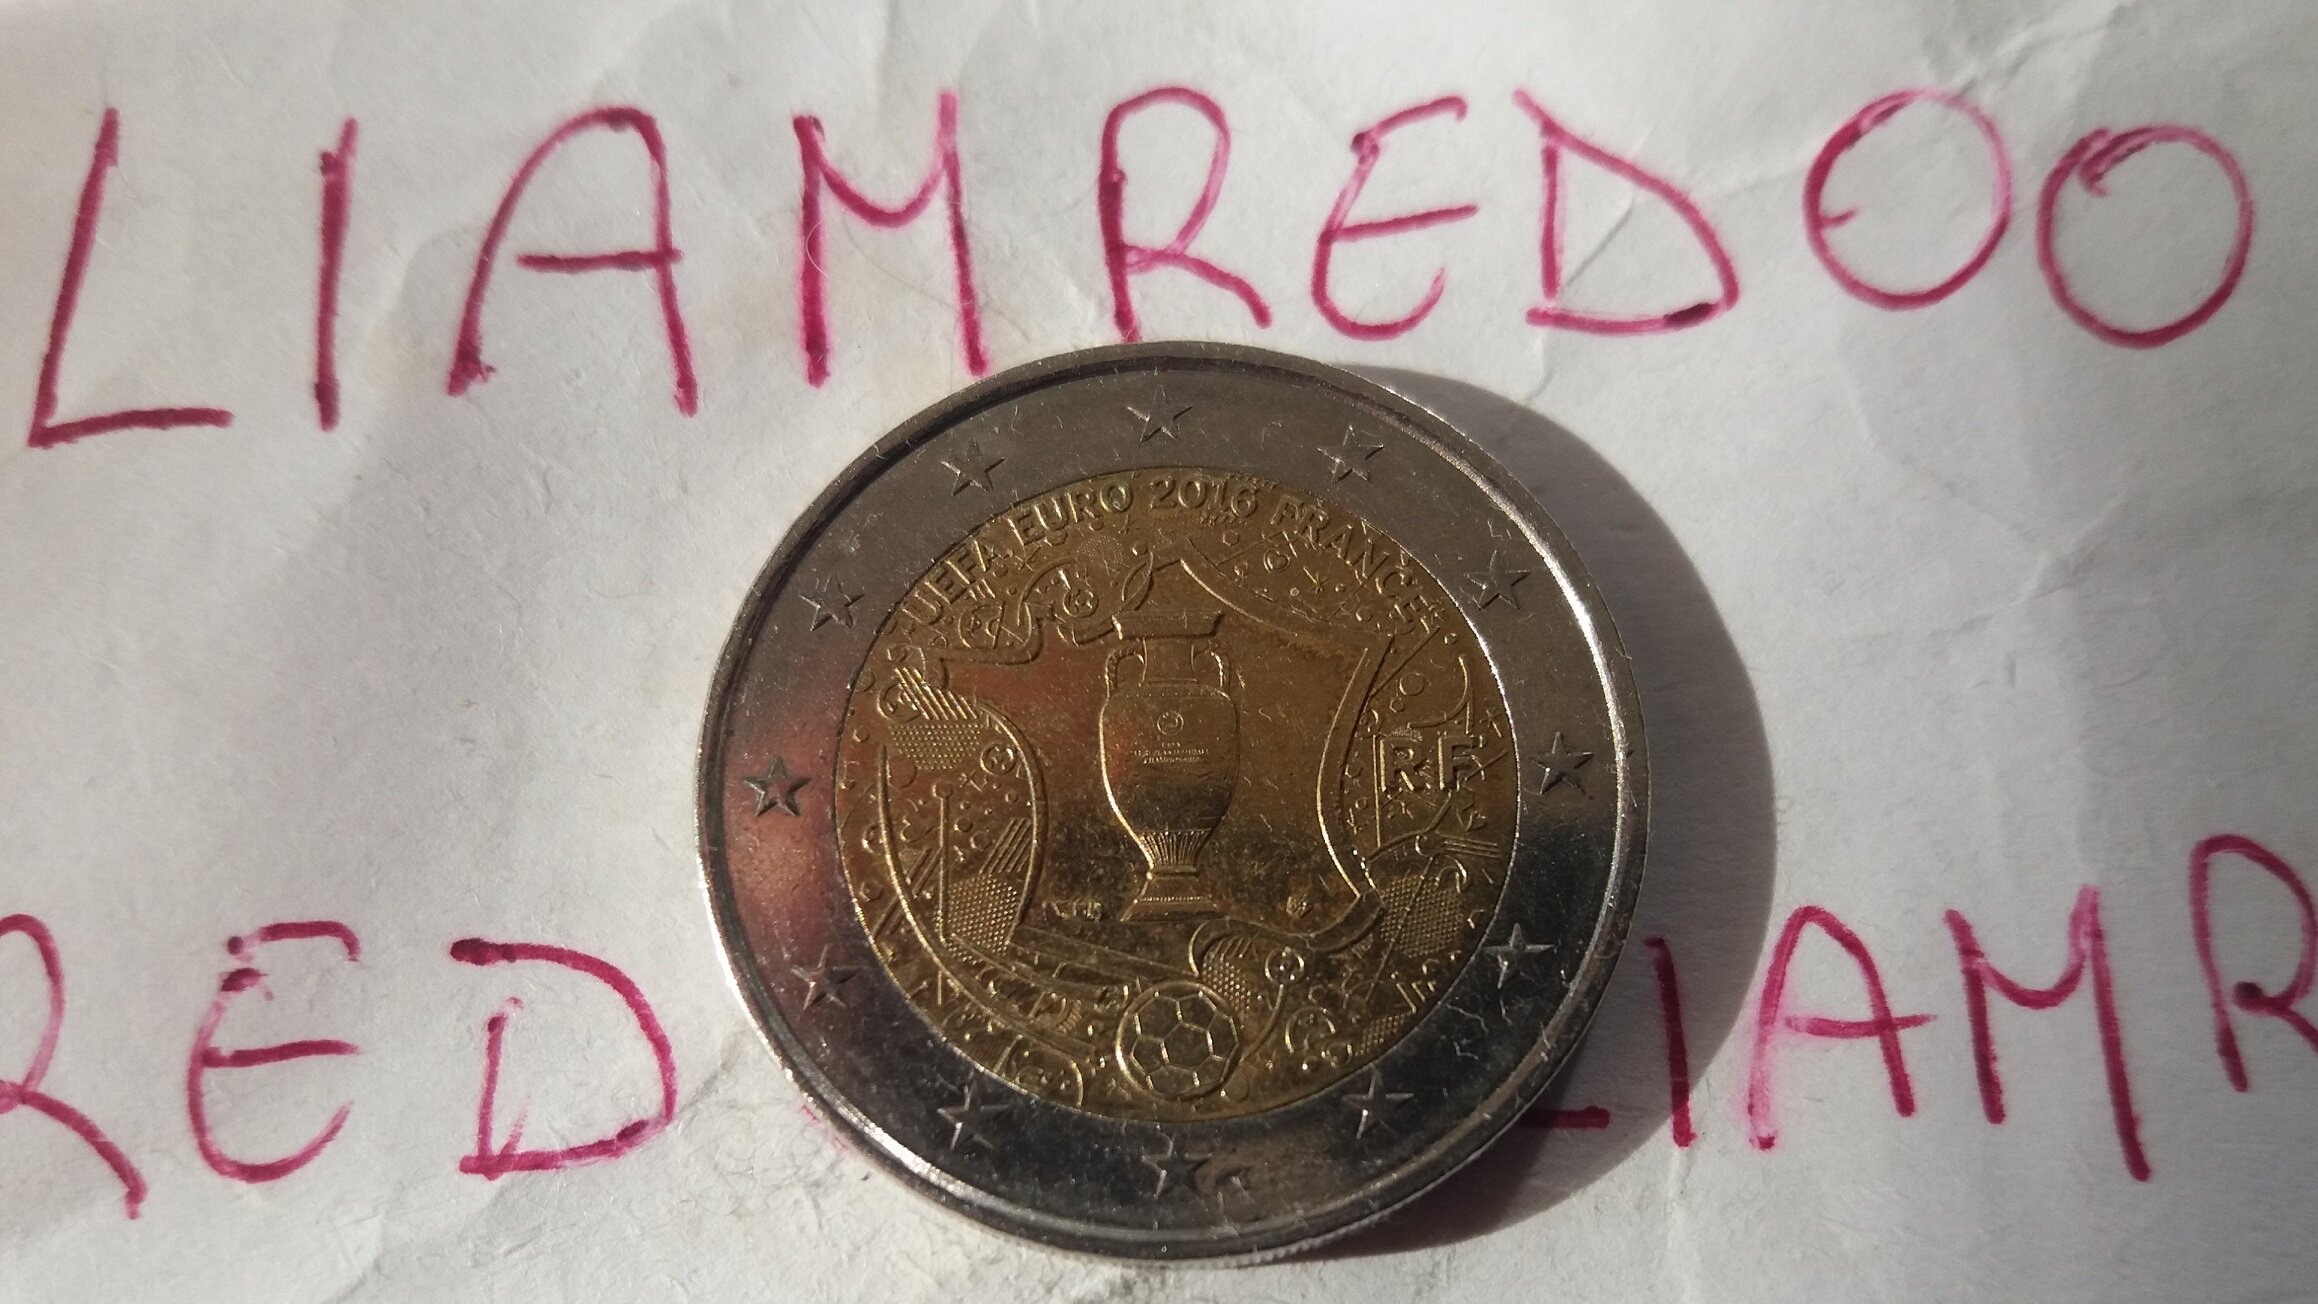 LIAMREDOO
UEFA EURO 2016 FRANCE
RF
RED LIAMR